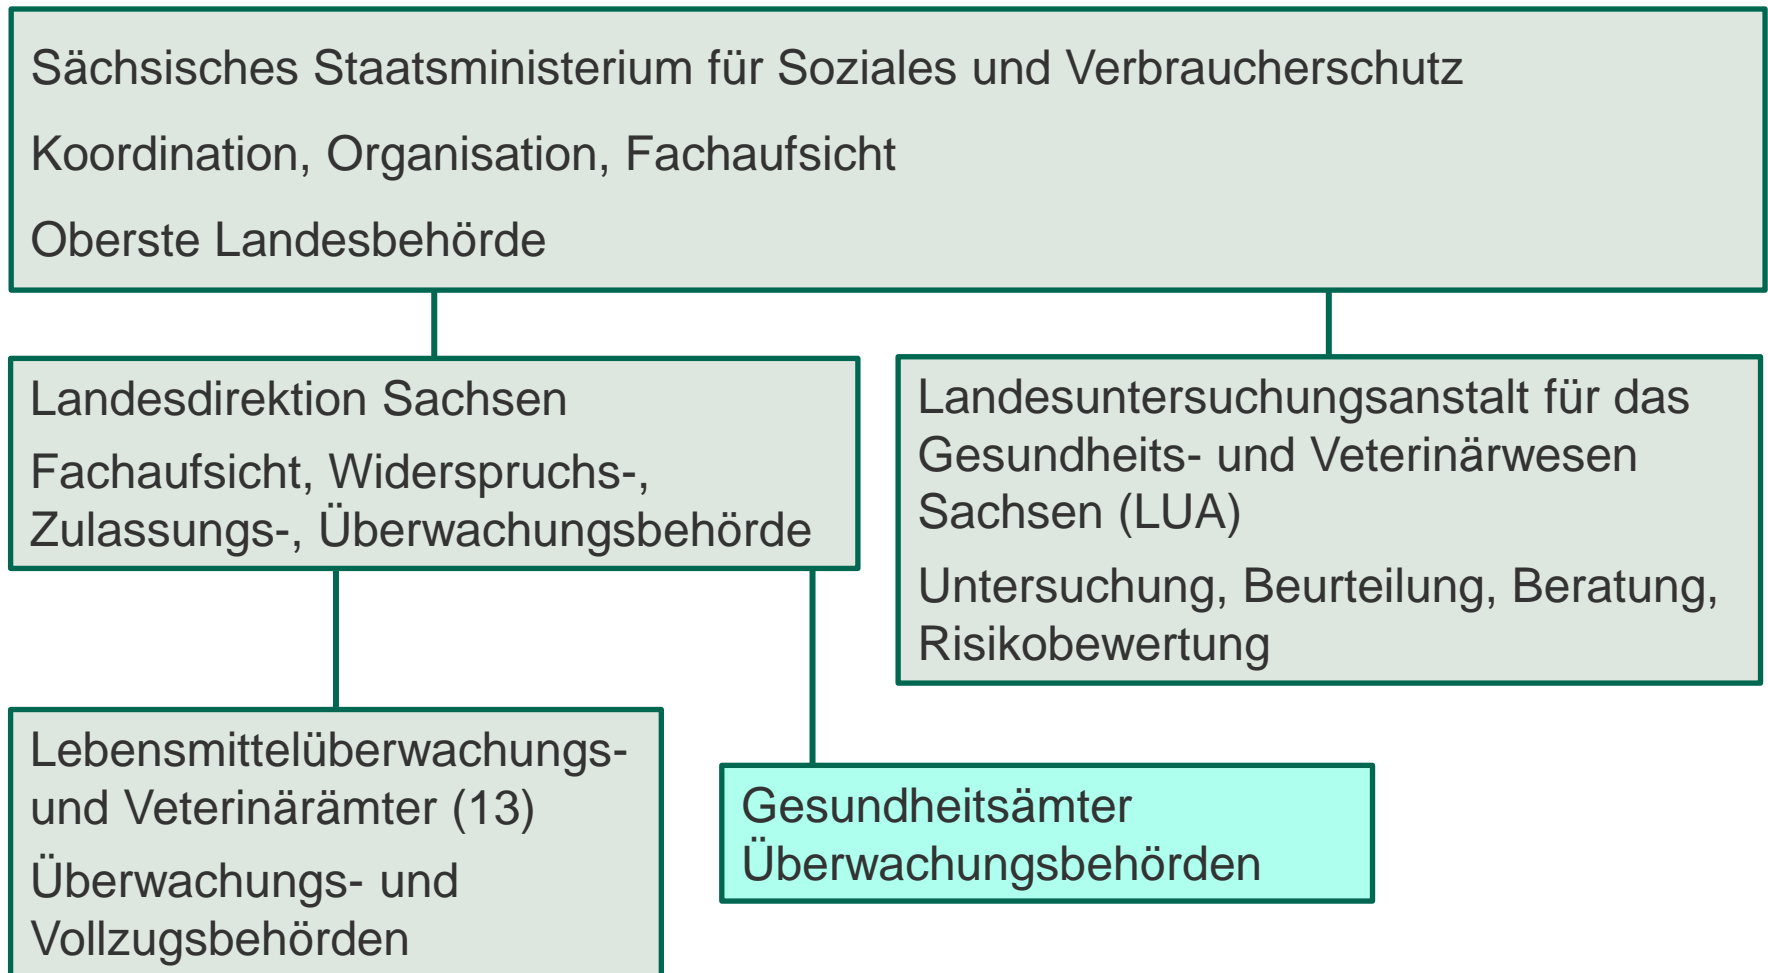 Sächsisches Staatsministerium für Soziales und Verbraucherschutz
Koordination, Organisation, Fachaufsicht
Oberste Landesbehörde
Landesdirektion Sachsen
Fachaufsicht, Widerspruchs-,
Zulassungs-, Überwachungsbehörde
Landesuntersuchungsanstalt für das
Gesundheits- und Veterinärwesen
Sachsen (LUA)
Untersuchung, Beurteilung, Beratung,
Risikobewertung
Lebensmittelüberwachungs-
und Veterinärämter (13)
Überwachungs- und
Vollzugsbehörden
Gesundheitsämter
Überwachungsbehörden